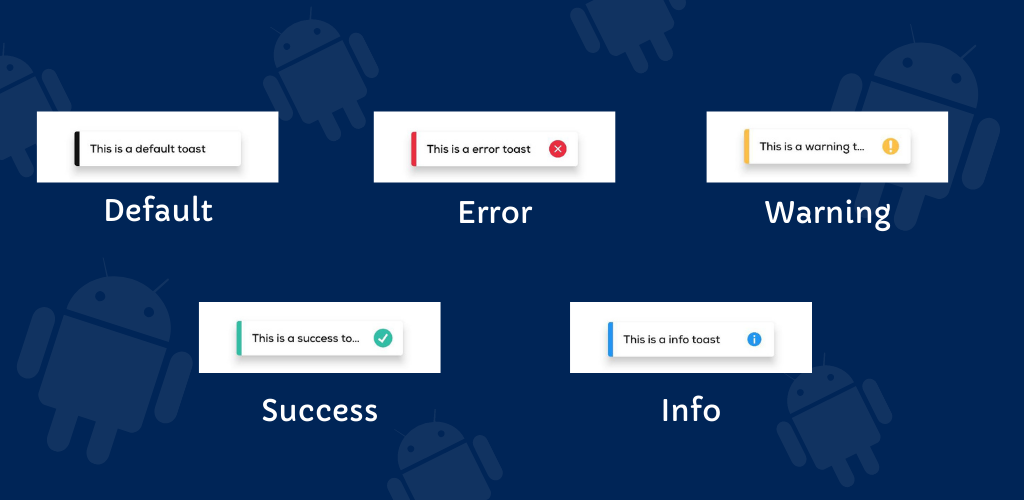 This is a default toast
This is a error toast
This is a warning t...
Default
Error
Warning
This is a success to...
This is a info toast
Success
Info